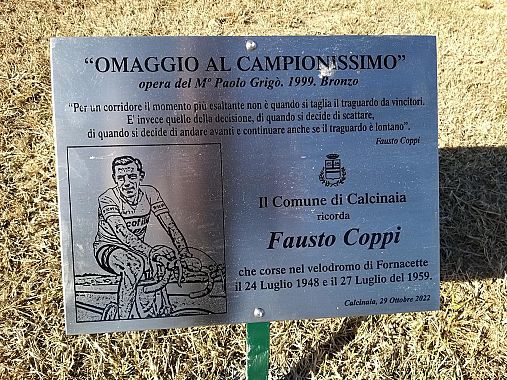 “OMAGGIO AL CAMPIONISSIMO”
opera del M° Paolo Grigò. 1999. Bronzo
“Per un corridore il momento più esaltante non è quando si taglia il traguardo da vincitori.
E' invece quello della decisione, di quando si decide di scattare,
di quando si decide di andare avanti e continuare anche se il traguardo è lontano”.
Fausto Coppi
Il Comune di Calcinaia
ricorda
Fausto Coppi
che corse nel velodromo di Fornacette
il 24 Luglio 1948 e il 27 Luglio del 1959.
Calcinaia, 29 Ottobre 2022